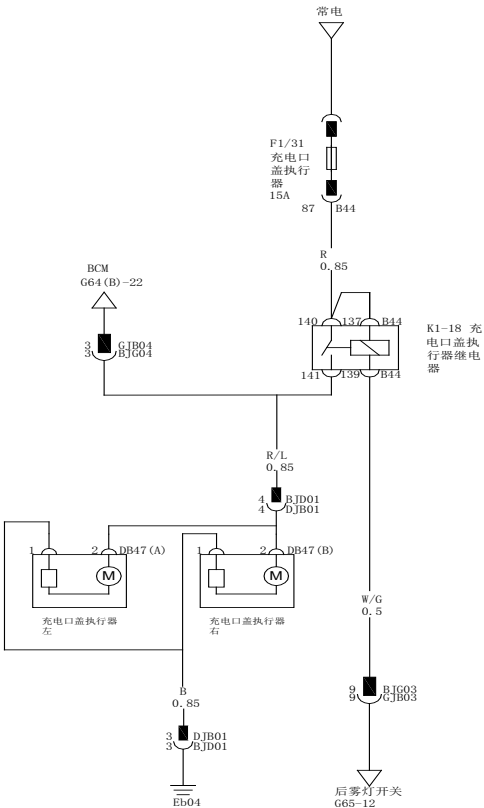 常电
F1/31
充电口
盖执行
器
15A
87 B44
R
0.85
BCM
G64(B)-22
3 GJB04
3 BJG04
140 137 B44
K1-18 充
电口盖执
行器继电
器
141 139 B44
R/L
0.85
4 BJD01
4 DJB01
1 2 DB47(A)
1 2 DB47(B)
M
M
充电口盖执行器
左
充电口盖执行器
右
W/G
0.5
B
0.85
9 BJG03
9 GJB03
3 DJB01
3 BJD01
Eb04
后雾灯开关
G65-12